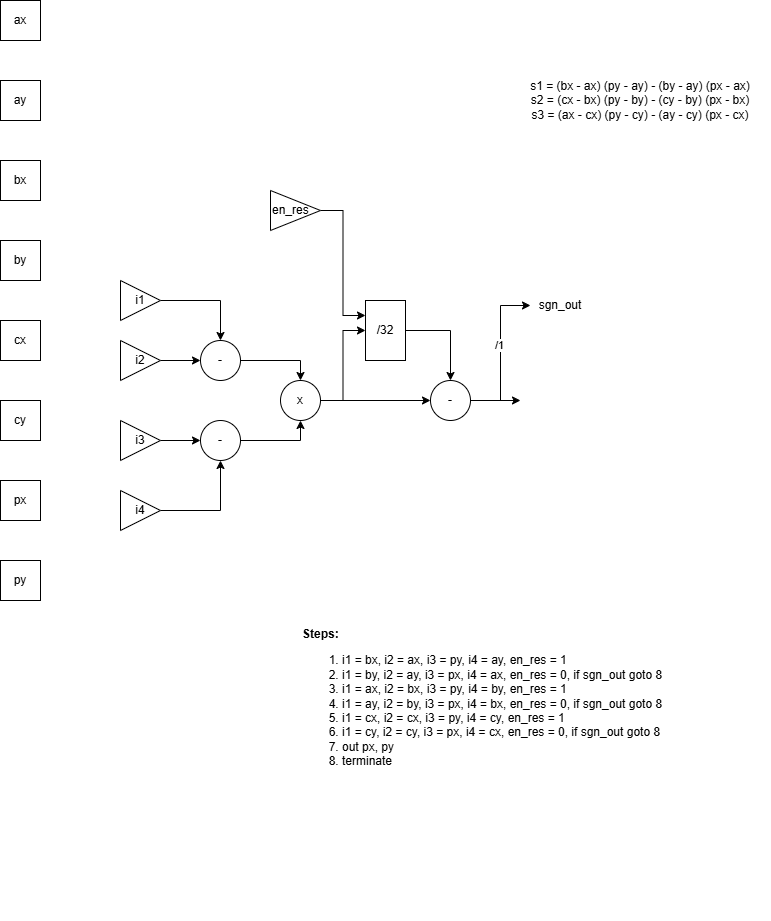 ax
ay
s1 = (bx - ax) (py - ay) - (by - ay) (px - ax)
s2 = (cx - bx) (py - by) - (cy - by) (px - bx)
s3 = (ax - cx) (py - cy) - (ay - cy) (px - cx)
bx
en_res
by
i1
sgn_out
cx
/32
/1
i2
-
x
-
cy
i3
-
px
i4
py
Steps:
1. i1 = bx, i2 = ax, i3 = py, i4 = ay, en_res = 1
2. i1 = by, i2 = ay, i3 = px, i4 = ax, en_res = 0, if sgn_out goto 8
3. i1 = ax, i2 = bx, i3 = py, i4 = by, en_res = 1
4. i1 = ay, i2 = by, i3 = px, i4 = bx, en_res = 0, if sgn_out goto 8
5. i1 = cx, i2 = cx, i3 = py, i4 = cy, en_res = 1
6. i1 = cy, i2 = cy, i3 = px, i4 = cx, en_res = 0, if sgn_out goto 8
7. out px, py
8. terminate